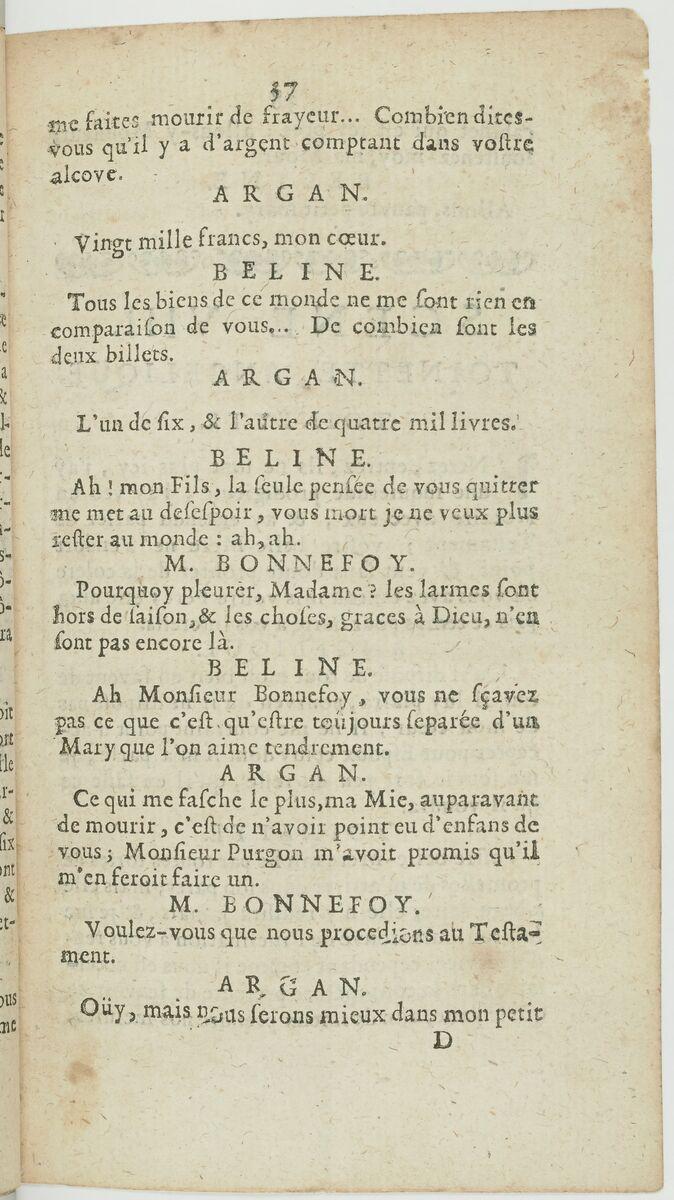 37
me faites mourir de frayeur... Combien dites-
vous qu'il y a d'argent comptant dans voſtre
alcove.
ARGAN.
Vingt mille francs, mon cœur.
BELINE.
Tous les biens de ce monde ne me ſont rien en
comparaiſon de vous... De combien ſont les
deux billets.
ARGAN.
L'un de ſix, & l'autre de quatre mil livres.
BELINE.
Ah ! mon Fils, la ſeule penſée de vous quitter
me met au deſeſpoir, vous mort je ne veux plus
reſter au monde : ah, ah.
M. BONNEFOY.
Pourquoy pleurer, Madame ? les larmes ſont
hors de ſaiſon, & les choſes, graces à Dieu, n'en
ſont pas encore là.
BELINE.
Ah Monſieur Bonnefoy, vous ne ſçavez
pas ce que c'eſt qu'eſtre toûjours ſeparée d'un
Mary que l'on aime tendrement.
ARGAN.
Ce qui me faſche le plus, ma Mie, auparavant
de mourir, c'eſt de n'avoir point eu d'enfans de
vous ; Monſieur Purgon m'avoit promis qu'il
m'en feroit faire un.
M. BONNEFOY.
Voulez-vous que nous procedions au Teſta-
ment.
ARGAN.
Oüy, mais nous ſerons mieux dans mon petit
D